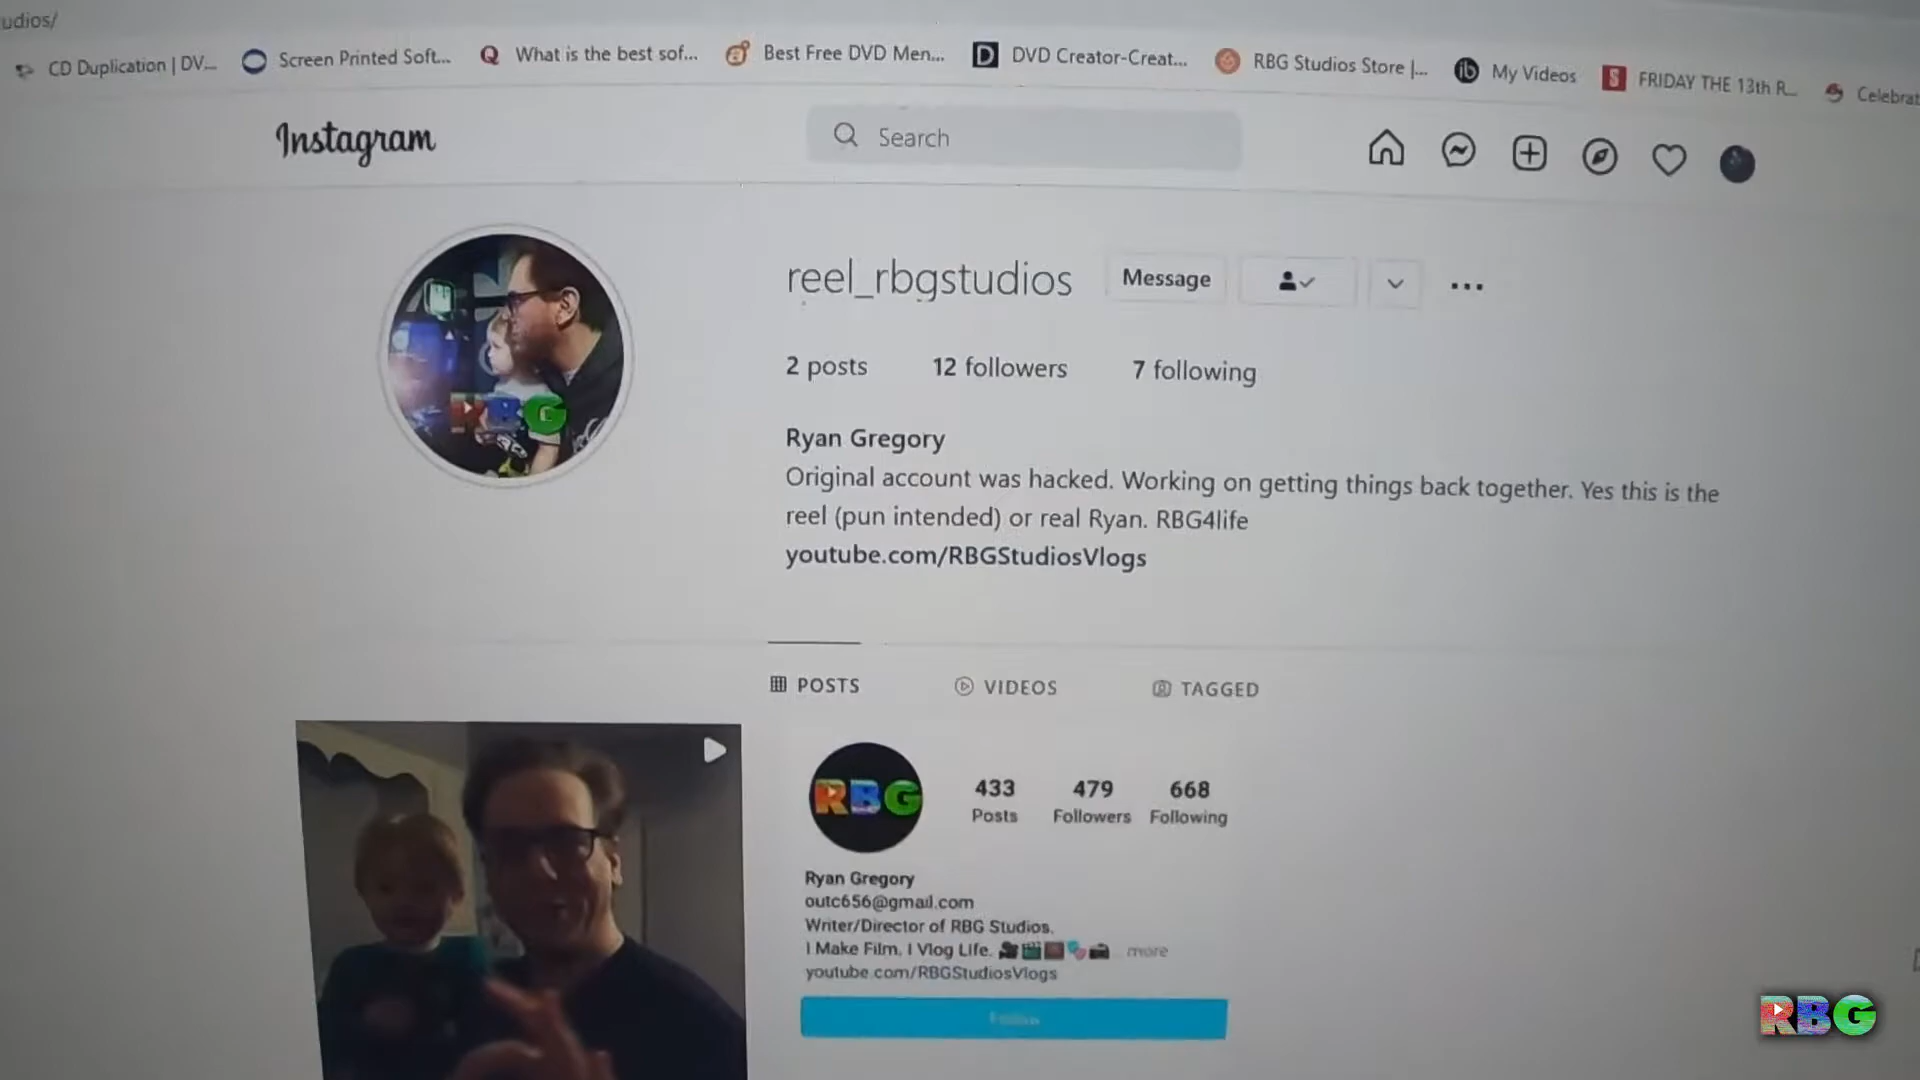 udios/
CD Duplication | DV... Screen Printed Soft... What is the best sof... Best Free DVD Men... DVD Creator-Creat... RBG Studios Store |... My Videos FRIDAY THE 13th R... Celebrat
Instagram Search
reel_rbgstudios Message
2 posts 12 followers 7 following
Ryan Gregory
Original account was hacked. Working on getting things back together. Yes this is the
reel (pun intended) or real Ryan. RBG4life
youtube.com/RBGStudiosVlogs
POSTS VIDEOS TAGGED
RBG
RBG
433 479 668
Posts Followers Following
Ryan Gregory
outc656@gmail.com
Writer/Director of RBG Studios.
I Make Film, I Vlog Life. more
youtube.com/RBGStudiosVlogs
Follow
RBG